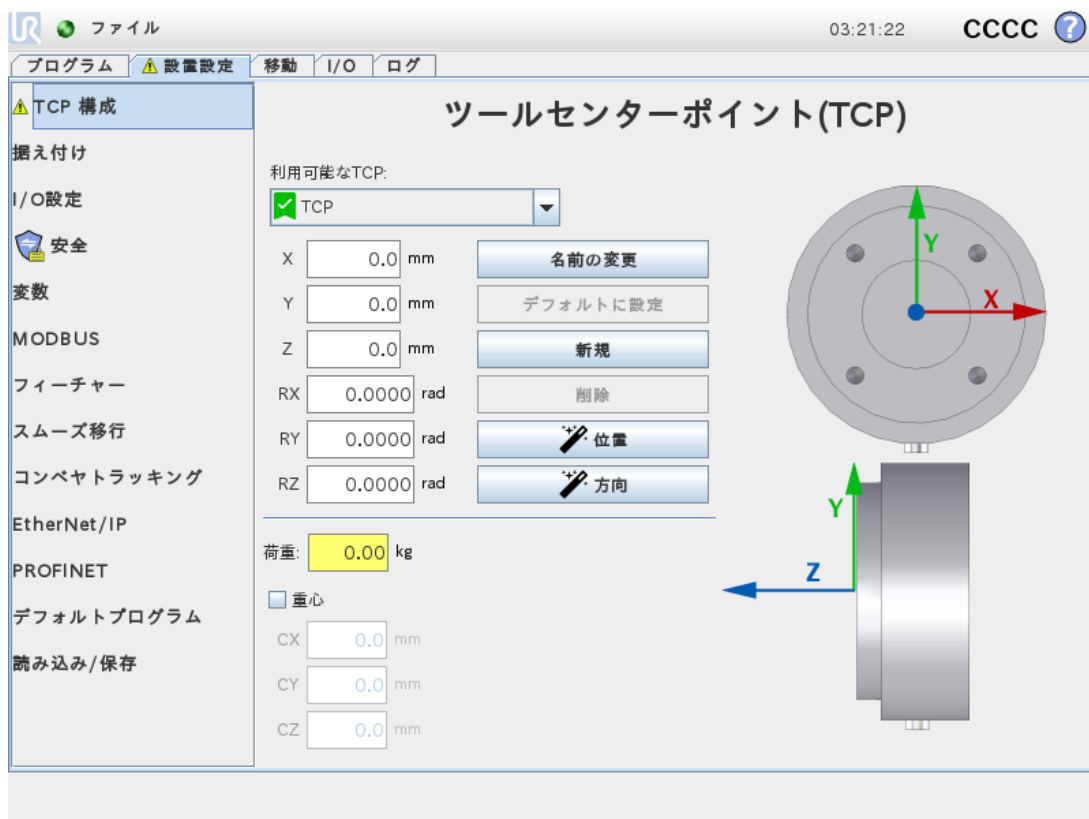 UR ファイル 03:21:22 CCCC ?
プログラム 設置設定 移動 I/O ログ
TCP 構成
据え付け
I/O設定
安全
変数
MODBUS
フィーチャー
スムーズ移行
コンベヤトラッキング
EtherNet/IP
PROFINET
デフォルトプログラム
読み込み/保存
ツールセンターポイント(TCP)
利用可能なTCP:
TCP
X 0.0 mm 名前の変更
Y 0.0 mm デフォルトに設定
Z 0.0 mm 新規
RX 0.0000 rad 削除
RY 0.0000 rad 位置
RZ 0.0000 rad 方向
荷重: 0.00 kg
重心
CX 0.0 mm
CY 0.0 mm
CZ 0.0 mm
Y
X
Y
Z